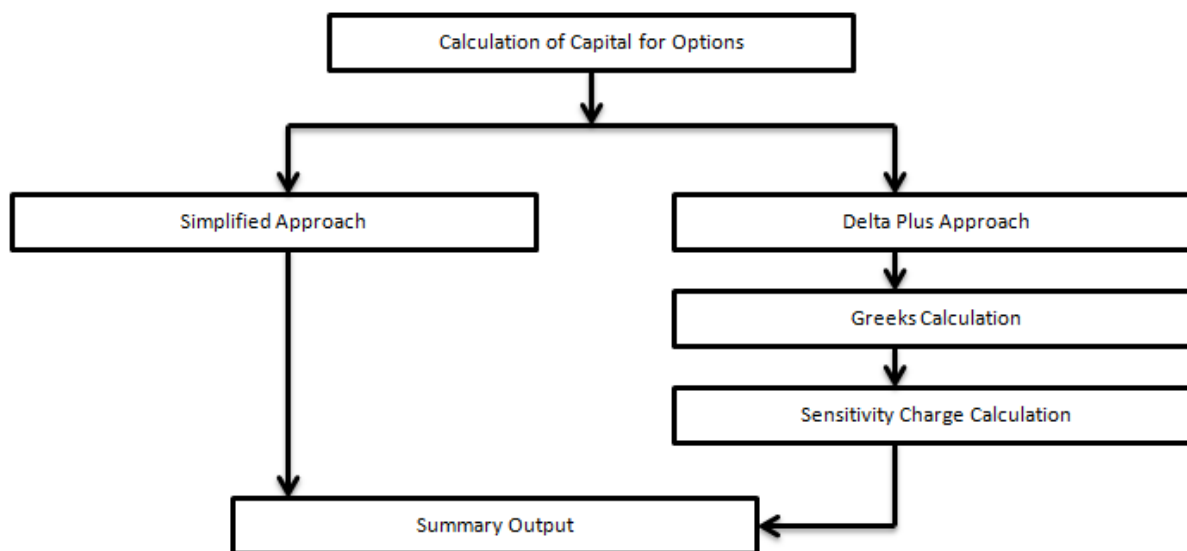 Calculation of Capital for Options
Simplified Approach
Delta Plus Approach
Greeks Calculation
Sensitivity Charge Calculation
Summary Output